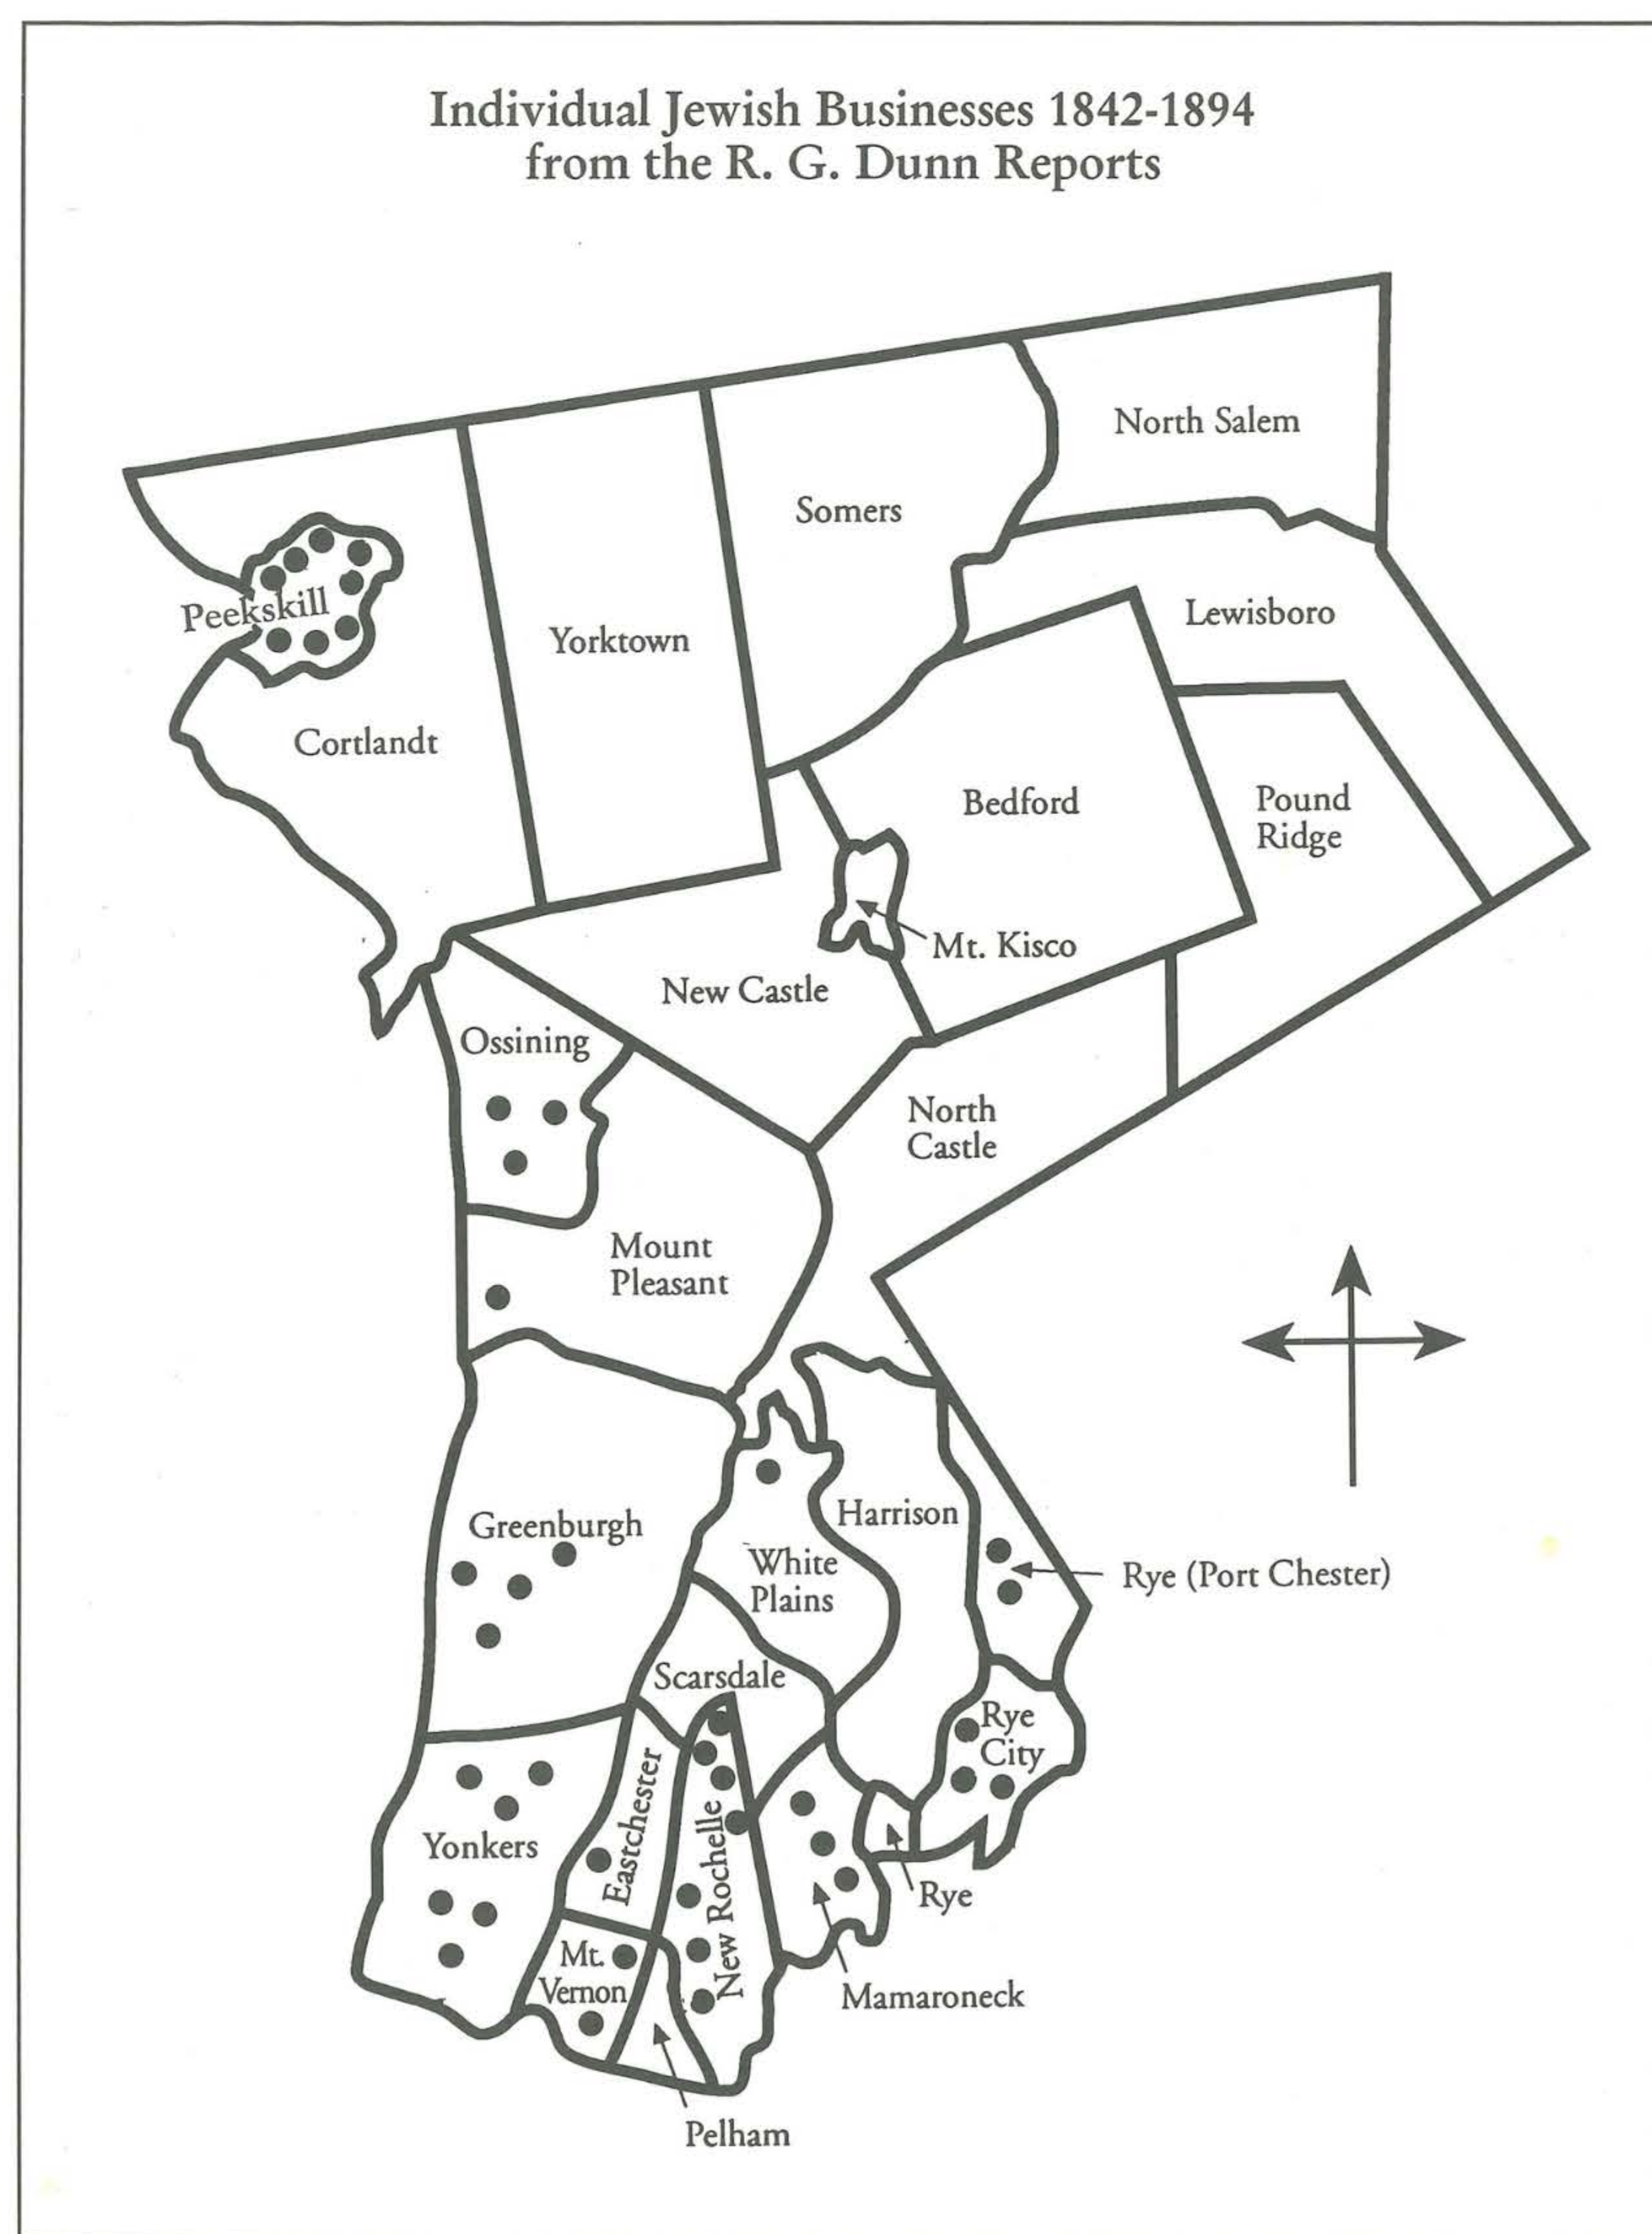 Individual Jewish Businesses 1842-1894
from the R. G. Dunn Reports
North Salem
Somers
Peekskill
Lewisboro
Yorktown
Cortlandt
Bedford
Pound
Ridge
Mt. Kisco
New Castle
Ossining
North
Castle
Mount
Pleasant
Greenburgh
Harrison
White
Plains
Rye (Port Chester)
Scarsdale
Rye
City
Eastchester
Yonkers
New Rochelle
Rye
Mt.
Vernon
Mamaroneck
Pelham